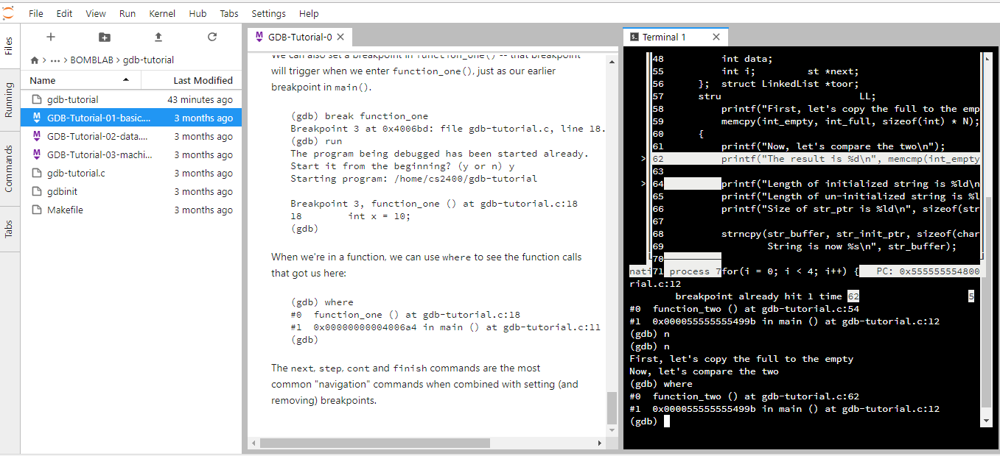 File Edit View Run Kernel Hub Tabs Settings Help
Files
Running
Commands
Tabs
> ··· > BOMBLAB > gdb-tutorial
Name Last Modified
gdb-tutorial 43 minutes ago
GDB-Tutorial-01-basic.... 3 months ago
GDB-Tutorial-02-data.... 3 months ago
GDB-Tutorial-03-machi... 3 months ago
gdb-tutorial.c 3 months ago
gdbinit 3 months ago
Makefile 3 months ago
GDB-Tutorial-0
We can also set a breakpoint in function_one() -- that breakpoint
will trigger when we enter function_one(), just as our earlier
breakpoint in main().
(gdb) break function_one
Breakpoint 3 at 0x4006bd: file gdb-tutorial.c, line 18.
(gdb) run
The program being debugged has been started already.
Start it from the beginning? (y or n) y
Starting program: /home/cs2400/gdb-tutorial
Breakpoint 3, function_one () at gdb-tutorial.c:18
18 int x = 10;
(gdb)
When we're in a function, we can use where to see the function calls
that got us here:
(gdb) where
#0 function_one () at gdb-tutorial.c:18
#1 0x00000000004006a4 in main () at gdb-tutorial.c:11
(gdb)
The next, step, cont and finish commands are the most
common "navigation" commands when combined with setting (and
removing) breakpoints.
Terminal 1
48 int data;
55 int i; st *next;
56 }; struct LinkedList *toor;
57 stru LL;
58 printf("First, let's copy the full to the emp
59 memcpy(int_empty, int_full, sizeof(int) * N);
60 {
61 printf("Now, let's compare the two\n");
>62 printf("The result is %d\n", memcmp(int_empty
63
>64 printf("Length of initialized string is %ld\n
65 printf("Length of un-initialized string is %l
66 printf("Size of str_ptr is %ld\n", sizeof(str
67
68 strncpy(str_buffer, str_init_ptr, sizeof(char
69 String is now %s\n", str_buffer);
70
nati71 process 7for(i = 0; i < 4; i++) { PC: 0x555555554800
rial.c:12
breakpoint already hit 1 time 62 5
#0 function_two () at gdb-tutorial.c:54
#1 0x000055555555499b in main () at gdb-tutorial.c:12
(gdb) n
(gdb) n
First, let's copy the full to the empty
Now, let's compare the two
(gdb) where
#0 function_two () at gdb-tutorial.c:62
#1 0x000055555555499b in main () at gdb-tutorial.c:12
(gdb)